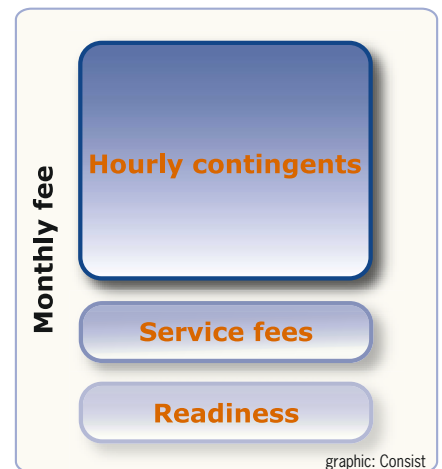 Monthly fee
Hourly contingents
Service fees
Readiness
graphic: Consist